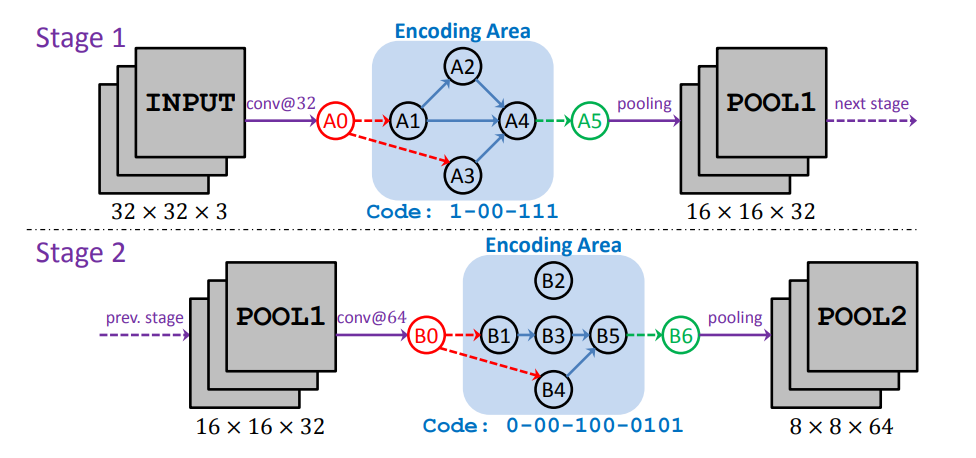 Stage 1
Encoding Area
INPUT
conv@32
A0
A1
A2
A3
A4
A5
pooling
POOL1
next stage
32 × 32 × 3
Code: 1-00-111
16 × 16 × 32
Stage 2
Encoding Area
prev. stage
POOL1
conv@64
B0
B1
B2
B3
B4
B5
B6
pooling
POOL2
16 × 16 × 32
Code: 0-00-100-0101
8 × 8 × 64